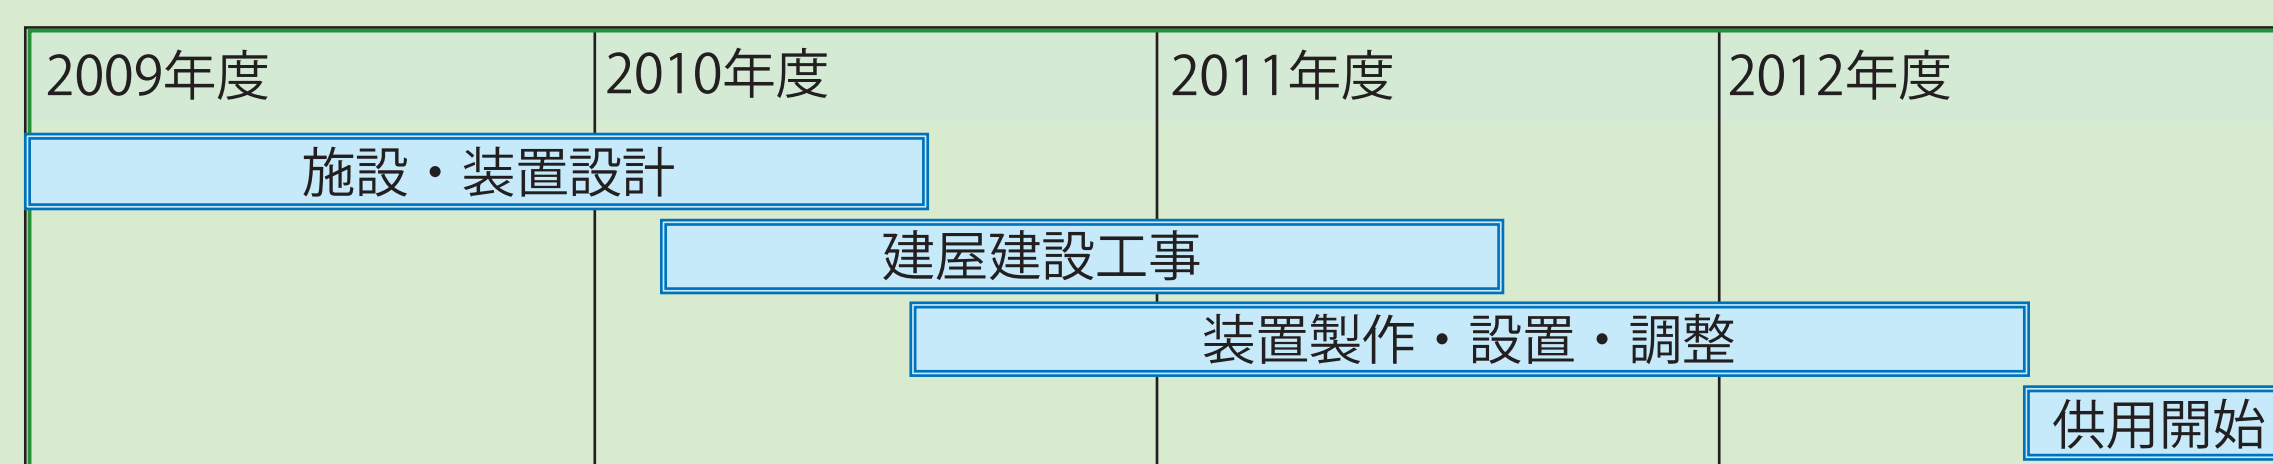 2009年度 2010年度 2011年度 2012年度
施設・装置設計
建屋建設工事
装置製作・設置・調整
供用開始